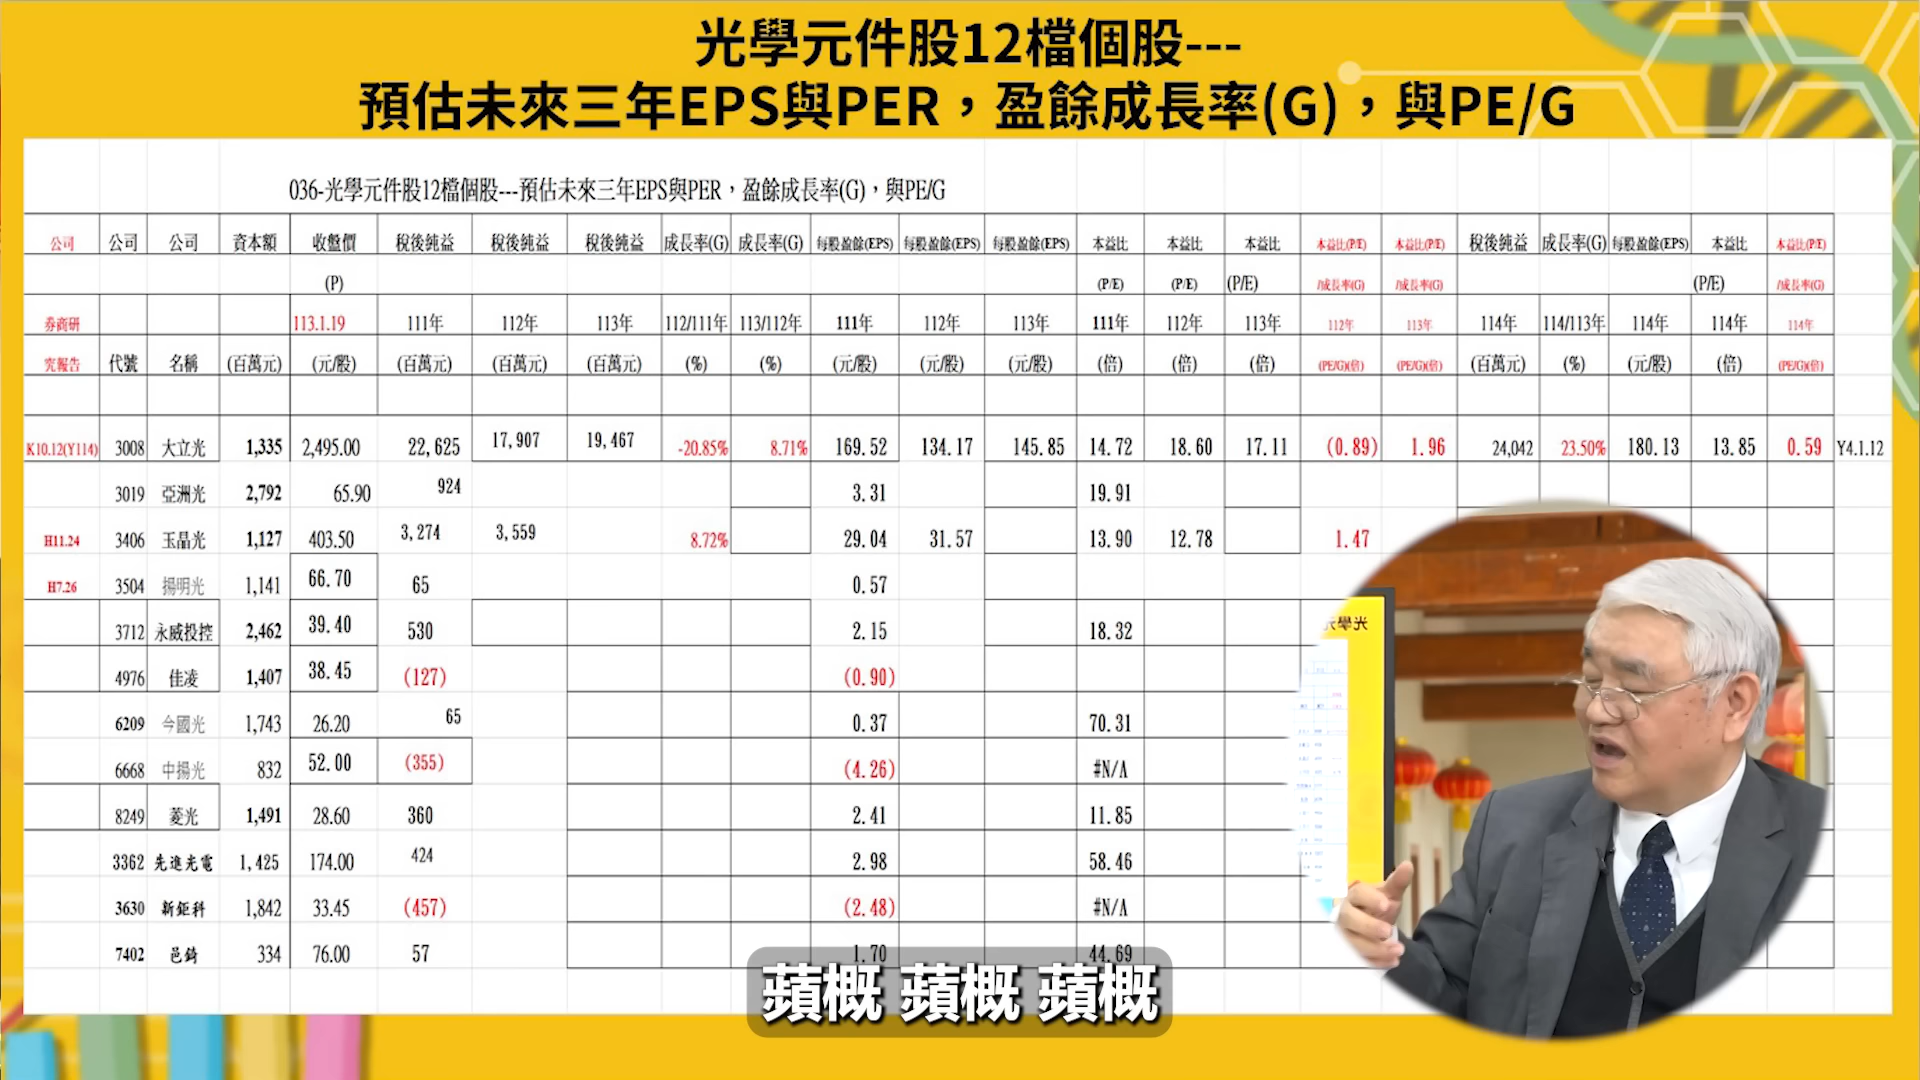 光學元件股12檔個股---
預估未來三年EPS與PER，盈餘成長率(G)，與PE/G
036-光學元件股12檔個股---預估未來三年EPS與PER，盈餘成長率(G)，與PE/G
公司 公司 公司 資本額 收盤價 稅後純益 稅後純益 稅後純益 成長率(G) 成長率(G) 每股盈餘(EPS) 每股盈餘(EPS) 每股盈餘(EPS) 本益比 本益比 本益比 本益比(P/E) 本益比(P/E) 稅後純益 成長率(G) 每股盈餘(EPS) 本益比 本益比(P/E)
(P) (P/E) (P/E) (P/E) /成長率(G) /成長率(G) (P/E) /成長率(G)
券商研 113.1.19 111年 112年 113年 112/111年 113/112年 111年 112年 113年 111年 112年 113年 112年 113年 114年 114/113年 114年 114年 114年
究報告 代號 名稱 (百萬元) (元/股) (百萬元) (百萬元) (百萬元) (%) (%) (元/股) (元/股) (元/股) (倍) (倍) (倍) (PE/G)(倍) (PE/G)(倍) (百萬元) (%) (元/股) (倍) (PE/G)(倍)
K10.12(Y114) 3008 大立光 1,335 2,495.00 22,625 17,907 19,467 -20.85% 8.71% 169.52 134.17 145.85 14.72 18.60 17.11 (0.89) 1.96 24,042 23.50% 180.13 13.85 0.59 Y4.1.12
3019 亞洲光 2,792 65.90 924 3.31 19.91
H11.24 3406 玉晶光 1,127 403.50 3,274 3,559 8.72% 29.04 31.57 13.90 12.78 1.47
H7.26 3504 揚明光 1,141 66.70 65 0.57
3712 永崴投控 2,462 39.40 530 2.15 18.32
4976 佳凌 1,407 38.45 (127) (0.90)
6209 今國光 1,743 26.20 65 0.37 70.31
6668 中揚光 832 52.00 (355) (4.26) #N/A
8249 菱光 1,491 28.60 360 2.41 11.85
3362 先進光電 1,425 174.00 424 2.98 58.46
3630 新鉅科 1,842 33.45 (457) (2.48) #N/A
7402 邑錡 334 76.00 57 1.70 44.69
蘋概 蘋概 蘋概